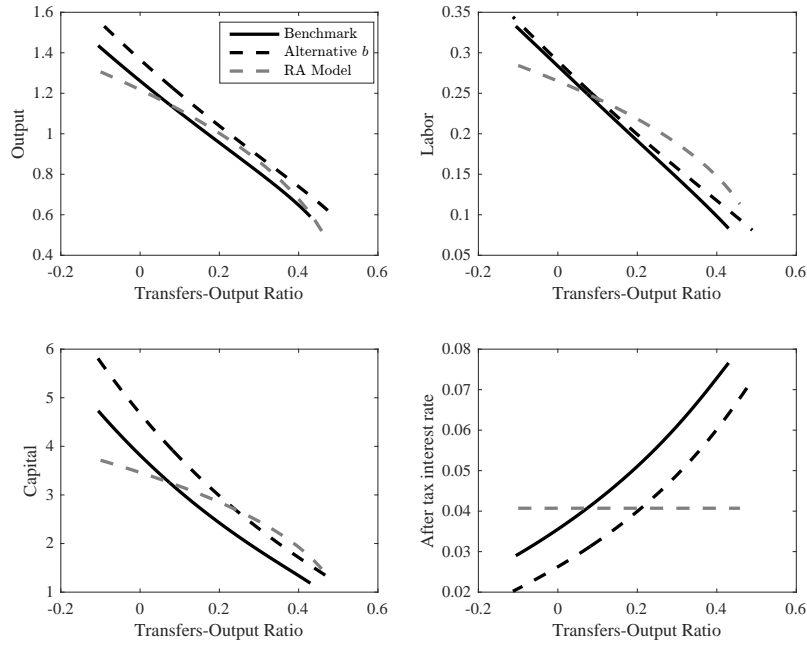 1.6
1.4
1.2
1
0.8
0.6
0.4
Output
-0.2 0 0.2 0.4 0.6
Transfers-Output Ratio
Benchmark
Alternative b
RA Model
0.35
0.3
0.25
0.2
0.15
0.1
0.05
Labor
-0.2 0 0.2 0.4 0.6
Transfers-Output Ratio
6
5
4
3
2
1
Capital
-0.2 0 0.2 0.4 0.6
Transfers-Output Ratio
0.08
0.07
0.06
0.05
0.04
0.03
0.02
After tax interest rate
-0.2 0 0.2 0.4 0.6
Transfers-Output Ratio